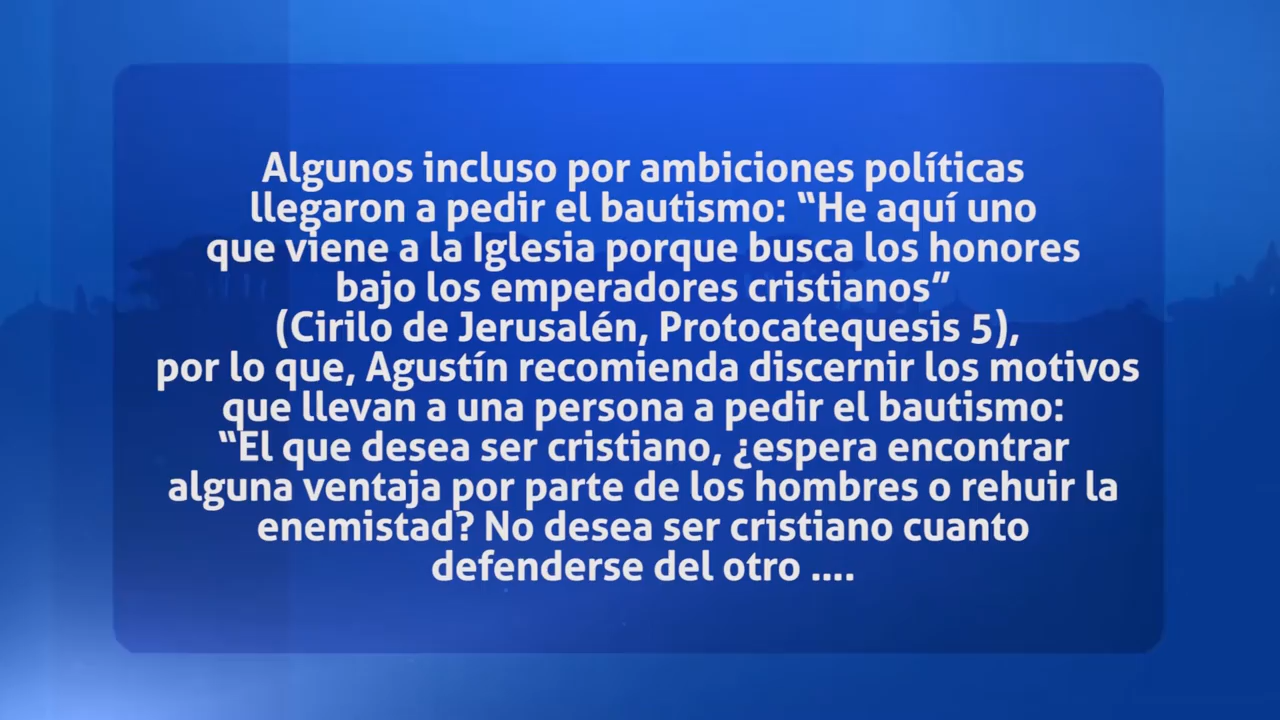 Algunos incluso por ambiciones políticas
llegaron a pedir el bautismo: “He aquí uno
que viene a la Iglesia porque busca los honores
bajo los emperadores cristianos”
(Cirilo de Jerusalén, Protocatequesis 5),
por lo que, Agustín recomienda discernir los motivos
que llevan a una persona a pedir el bautismo:
“El que desea ser cristiano, ¿espera encontrar
alguna ventaja por parte de los hombres o rehuir la
enemistad? No desea ser cristiano cuanto
defenderse del otro ....